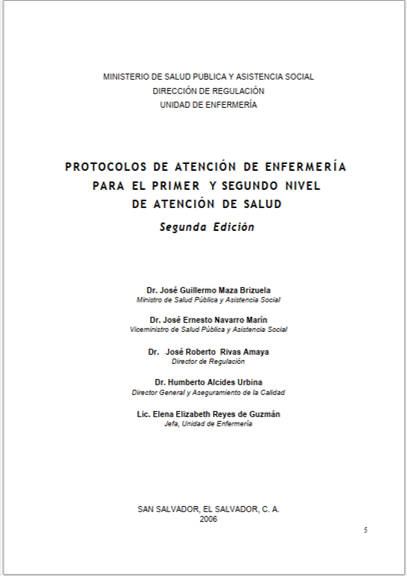 MINISTERIO DE SALUD PUBLICA Y ASISTENCIA SOCIAL
DIRECCIÓN DE REGULACIÓN
UNIDAD DE ENFERMERÍA
PROTOCOLOS DE ATENCIÓN DE ENFERMERÍA
PARA EL PRIMER Y SEGUNDO NIVEL
DE ATENCIÓN DE SALUD
Segunda Edición
Dr. José Guillermo Maza Brizuela
Ministro de Salud Pública y Asistencia Social
Dr. José Ernesto Navarro Marín
Viceministro de Salud Pública y Asistencia Social
Dr. José Roberto Rivas Amaya
Director de Regulación
Dr. Humberto Alcides Urbina
Director General y Aseguramiento de la Calidad
Lic. Elena Elizabeth Reyes de Guzmán
Jefa, Unidad de Enfermería
SAN SALVADOR, EL SALVADOR, C. A.
2006
5